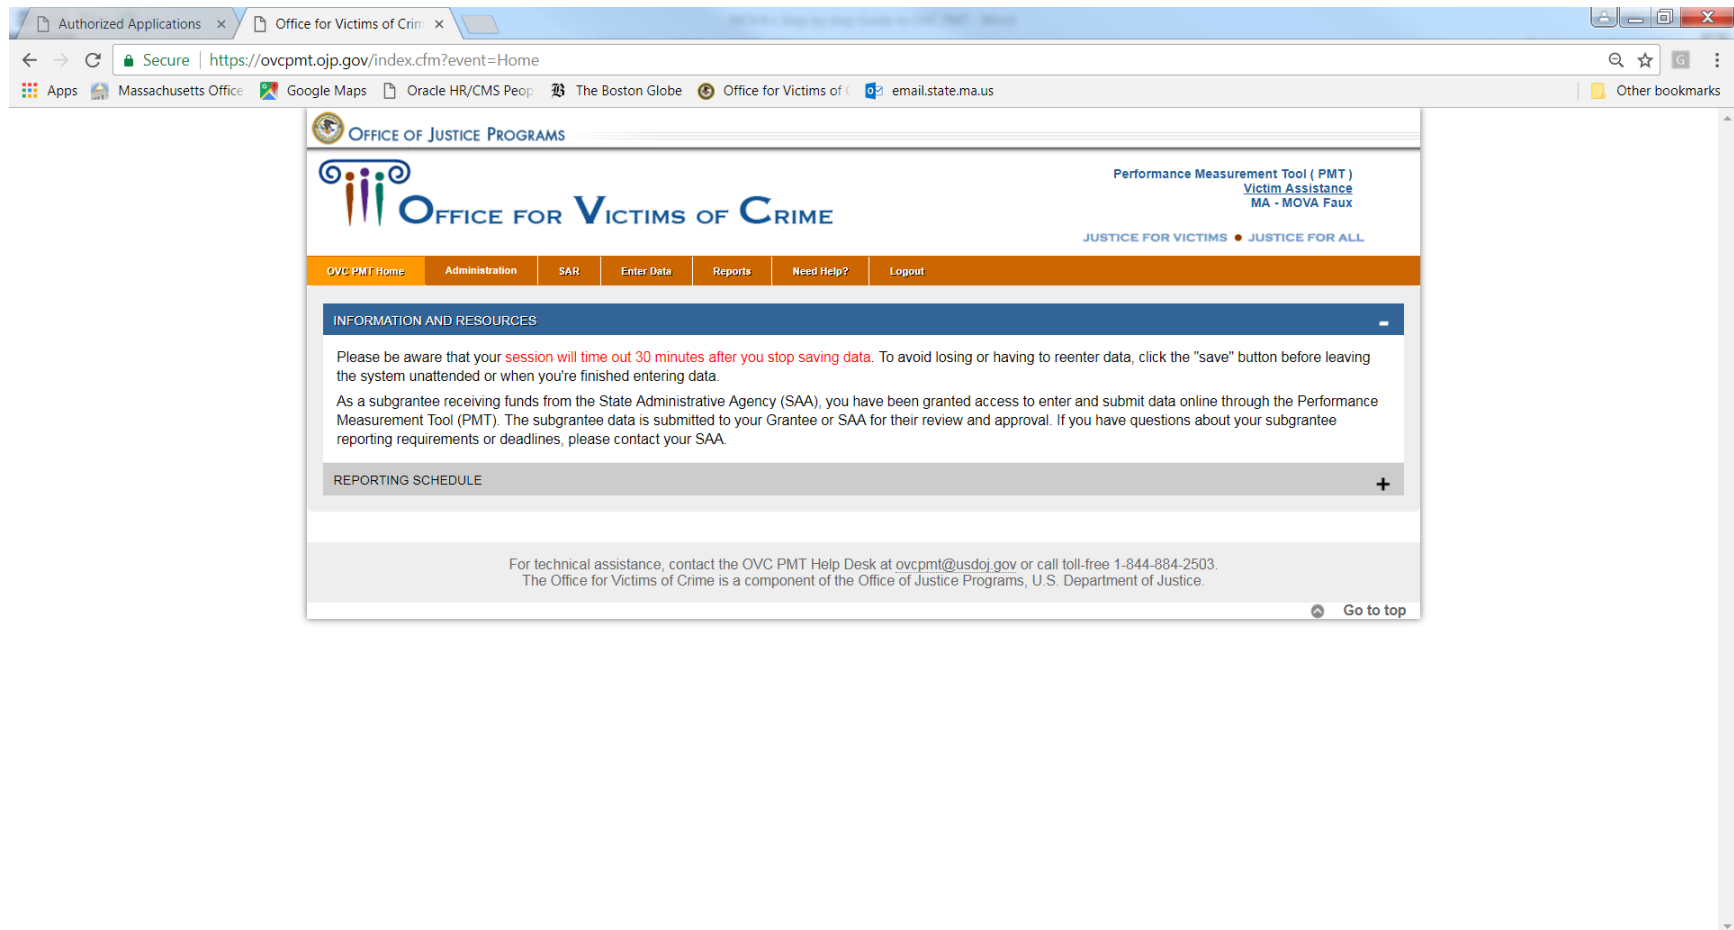 Authorized Applications
Office for Victims of Crim
Secure | https://ovcpmt.ojp.gov/index.cfm?event=Home
G
Apps Massachusetts Office Google Maps Oracle HR/CMS Peop The Boston Globe Office for Victims of C email.state.ma.us Other bookmarks
OFFICE OF JUSTICE PROGRAMS
OFFICE FOR VICTIMS OF CRIME
Performance Measurement Tool ( PMT )
Victim Assistance
MA - MOVA Faux
JUSTICE FOR VICTIMS ● JUSTICE FOR ALL
OVC PMT Home Administration SAR Enter Data Reports Need Help? Logout
INFORMATION AND RESOURCES
Please be aware that your session will time out 30 minutes after you stop saving data. To avoid losing or having to reenter data, click the "save" button before leaving
the system unattended or when you're finished entering data.
As a subgrantee receiving funds from the State Administrative Agency (SAA), you have been granted access to enter and submit data online through the Performance
Measurement Tool (PMT). The subgrantee data is submitted to your Grantee or SAA for their review and approval. If you have questions about your subgrantee
reporting requirements or deadlines, please contact your SAA.
REPORTING SCHEDULE
For technical assistance, contact the OVC PMT Help Desk at ovcpmt@usdoj.gov or call toll-free 1-844-884-2503.
The Office for Victims of Crime is a component of the Office of Justice Programs, U.S. Department of Justice.
Go to top